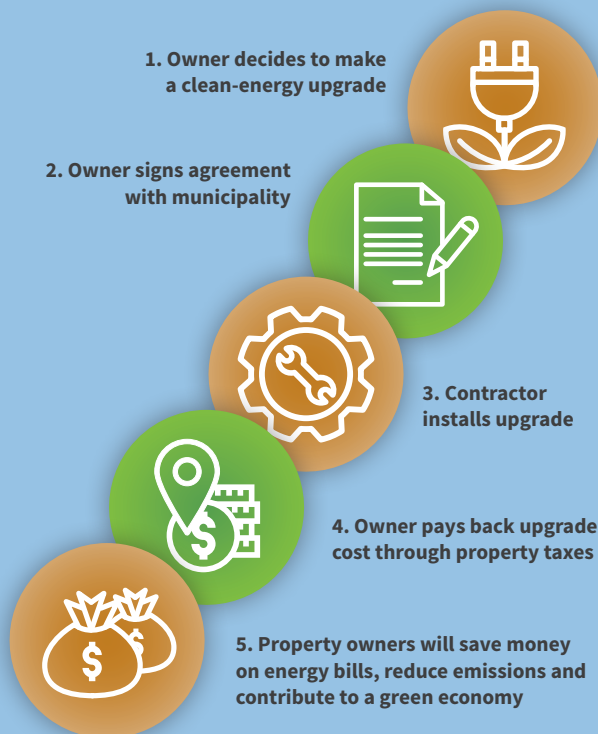 1. Owner decides to make
a clean-energy upgrade
2. Owner signs agreement
with municipality
3. Contractor
installs upgrade
4. Owner pays back upgrade
cost through property taxes
5. Property owners will save money
on energy bills, reduce emissions and
contribute to a green economy
$
$
$